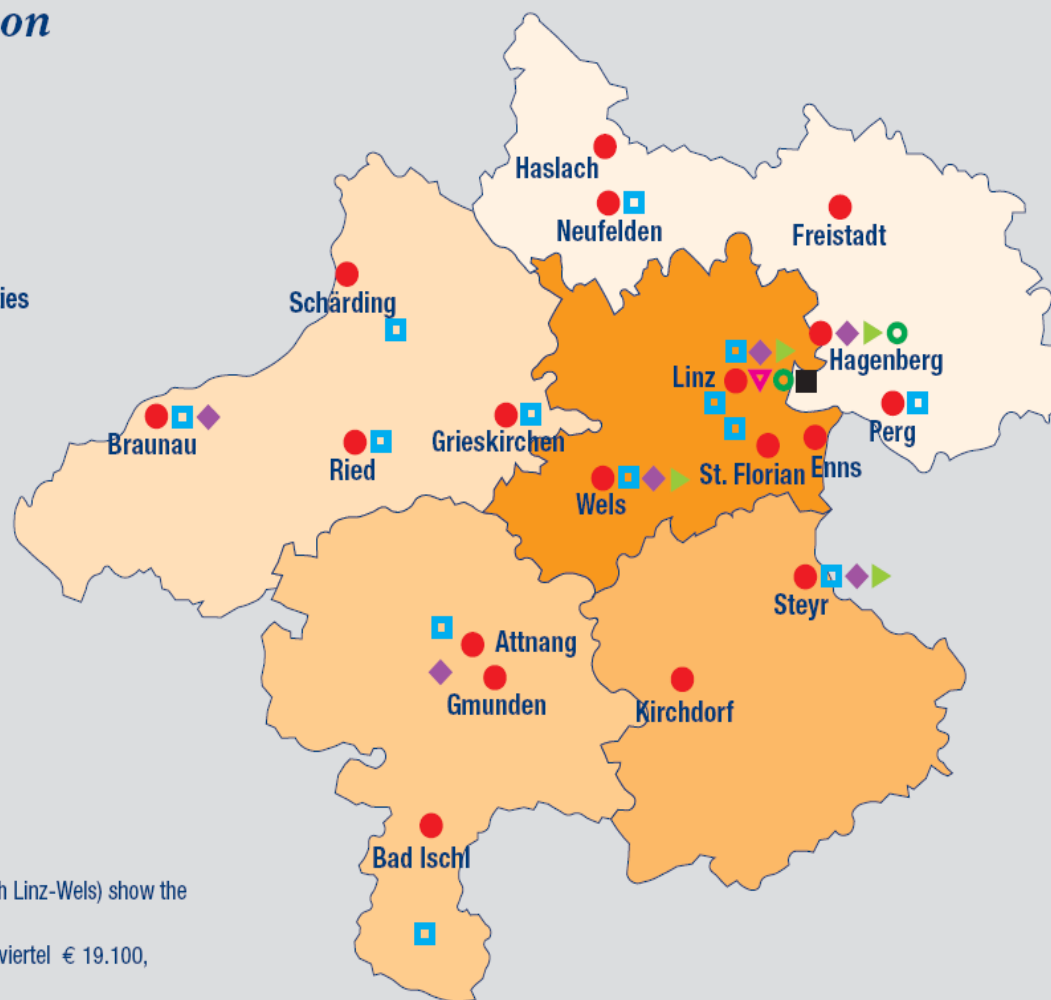 on
Haslach
Neufelden
Freistadt
ies
Schärding
Hagenberg
Linz
Perg
Braunau
Grieskirchen
Ried
St. Florian
Enns
Wels
Steyr
Attnang
Gmunden
Kirchdorf
Bad Ischl
h Linz-Wels) show the
viertel € 19.100,